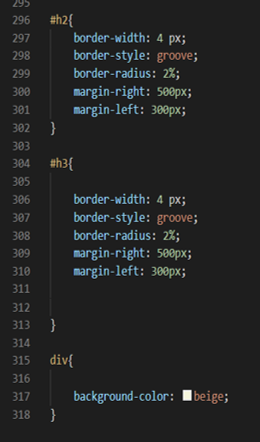 295
296 #h2{
297 border-width: 4 px;
298 border-style: groove;
299 border-radius: 2%;
300 margin-right: 500px;
301 margin-left: 300px;
302 }
303
304 #h3{
305
306 border-width: 4 px;
307 border-style: groove;
308 border-radius: 2%;
309 margin-right: 500px;
310 margin-left: 300px;
311
312
313 }
314
315 div{
316
317 background-color: beige;
318 }